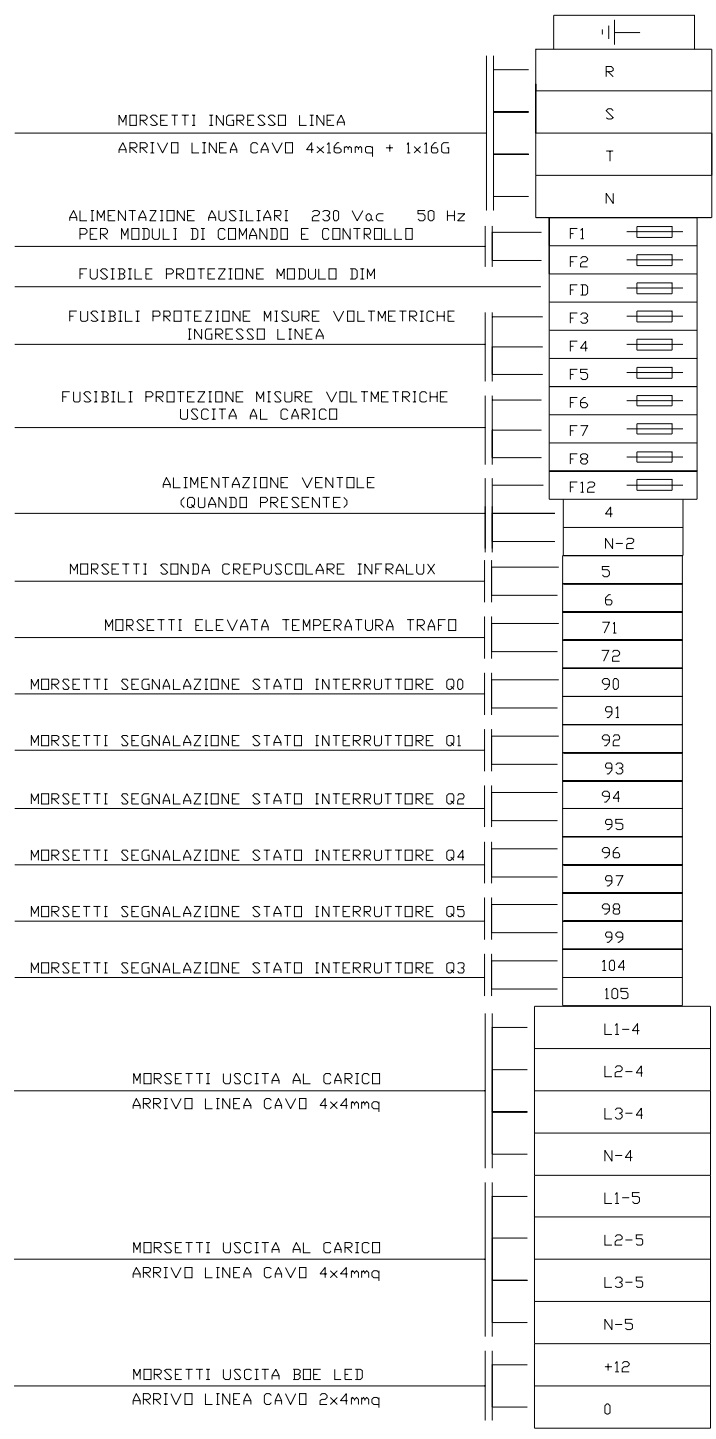 R
S
MORSETTI INGRESSO LINEA
ARRIVO LINEA CAVO 4x16mmq + 1x16G
T
N
ALIMENTAZIONE AUSILIARI 230 Vac 50 Hz
PER MODULI DI COMANDO E CONTROLLO
F1
F2
FUSIBILE PROTEZIONE MODULO DIM
FD
FUSIBILI PROTEZIONE MISURE VOLTMETRICHE
INGRESSO LINEA
F3
F4
F5
FUSIBILI PROTEZIONE MISURE VOLTMETRICHE
USCITA AL CARICO
F6
F7
F8
ALIMENTAZIONE VENTOLE
(QUANDO PRESENTE)
F12
4
N-2
MORSETTI SONDA CREPUSCOLARE INFRALUX
5
6
MORSETTI ELEVATA TEMPERATURA TRAFO
71
72
MORSETTI SEGNALAZIONE STATO INTERRUTTORE Q0
90
91
MORSETTI SEGNALAZIONE STATO INTERRUTTORE Q1
92
93
MORSETTI SEGNALAZIONE STATO INTERRUTTORE Q2
94
95
MORSETTI SEGNALAZIONE STATO INTERRUTTORE Q4
96
97
MORSETTI SEGNALAZIONE STATO INTERRUTTORE Q5
98
99
MORSETTI SEGNALAZIONE STATO INTERRUTTORE Q3
104
105
L1-4
L2-4
MORSETTI USCITA AL CARICO
ARRIVO LINEA CAVO 4x4mmq
L3-4
N-4
L1-5
L2-5
MORSETTI USCITA AL CARICO
ARRIVO LINEA CAVO 4x4mmq
L3-5
N-5
+12
MORSETTI USCITA BOE LED
ARRIVO LINEA CAVO 2x4mmq
0